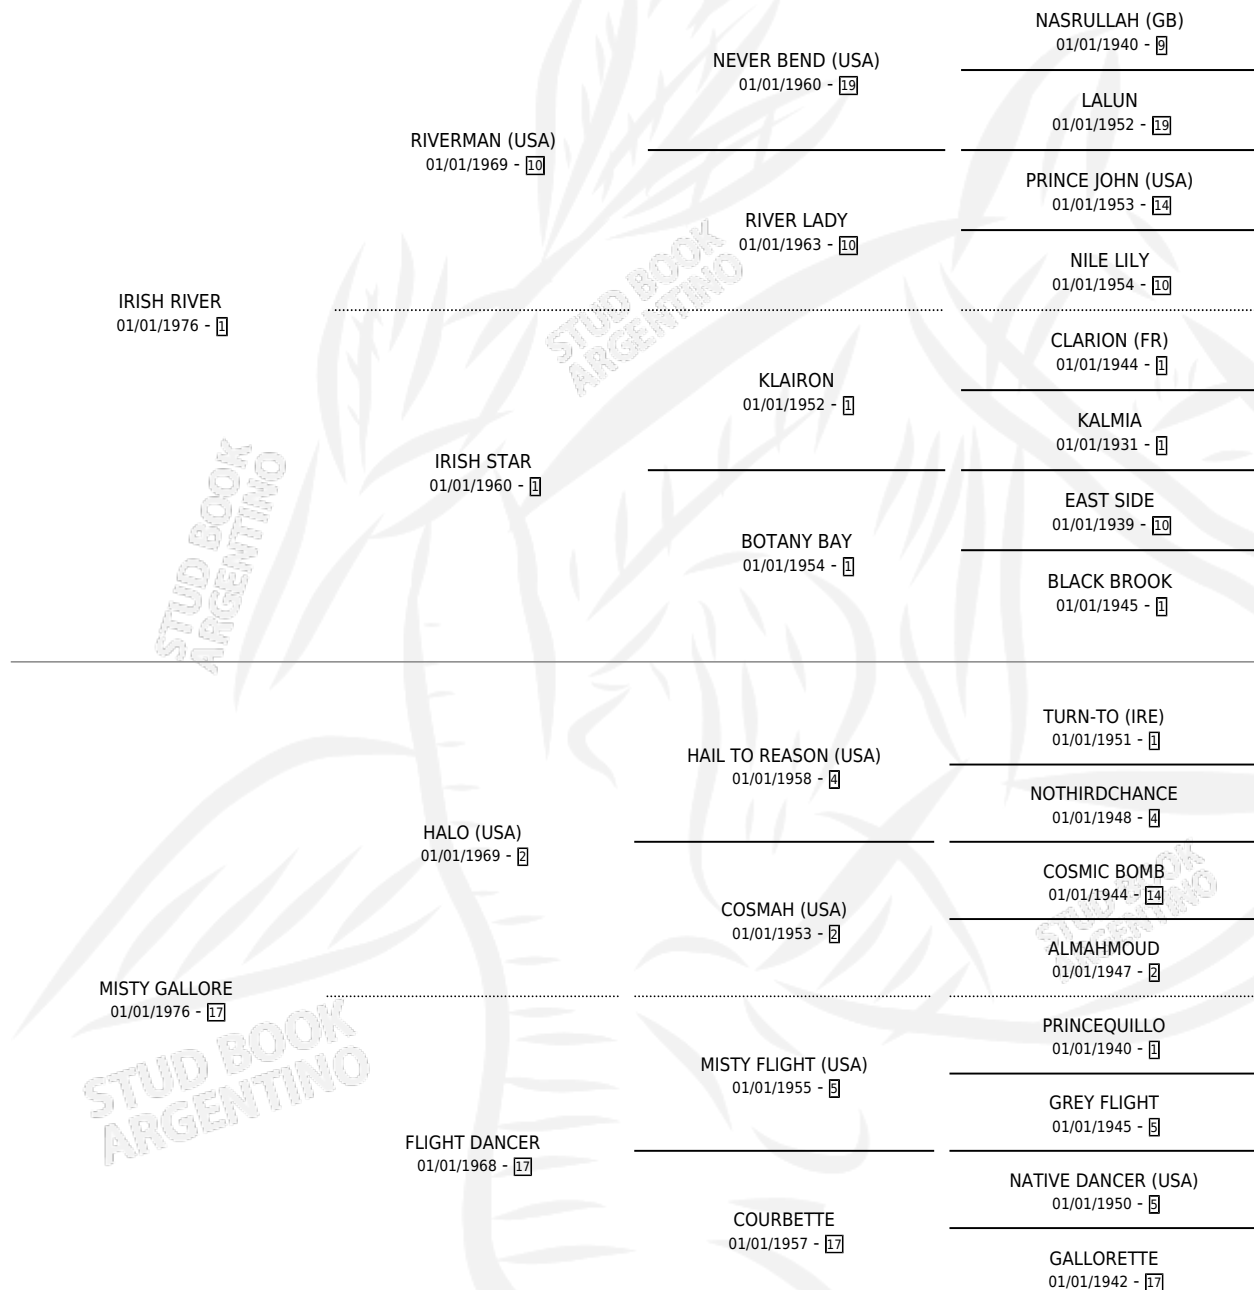 NASRULLAH (GB)
01/01/1940 - 9
NEVER BEND (USA)
01/01/1960 - 19
LALUN
01/01/1952 - 19
RIVERMAN (USA)
01/01/1969 - 10
PRINCE JOHN (USA)
01/01/1953 - 14
RIVER LADY
01/01/1963 - 10
NILE LILY
01/01/1954 - 10
IRISH RIVER
01/01/1976 - 1
CLARION (FR)
01/01/1944 - 1
KLAIRON
01/01/1952 - 1
KALMIA
01/01/1931 - 1
IRISH STAR
01/01/1960 - 1
EAST SIDE
01/01/1939 - 10
BOTANY BAY
01/01/1954 - 1
BLACK BROOK
01/01/1945 - 1
STUD BOOK
ARGENTINO
STUD BOOK
ARGENTINO
TURN-TO (IRE)
01/01/1951 - 1
HAIL TO REASON (USA)
01/01/1958 - 4
NOTHIRDCHANCE
01/01/1948 - 4
HALO (USA)
01/01/1969 - 2
COSMIC BOMB
01/01/1944 - 14
COSMAH (USA)
01/01/1953 - 2
ALMAHMOUD
01/01/1947 - 2
STUD BOOK
ARGENTINO
MISTY GALLORE
01/01/1976 - 17
PRINCEQUILLO
01/01/1940 - 1
MISTY FLIGHT (USA)
01/01/1955 - 5
GREY FLIGHT
01/01/1945 - 5
STUD BOOK
ARGENTINO
FLIGHT DANCER
01/01/1968 - 17
NATIVE DANCER (USA)
01/01/1950 - 5
COURBETTE
01/01/1957 - 17
GALLORETTE
01/01/1942 - 17